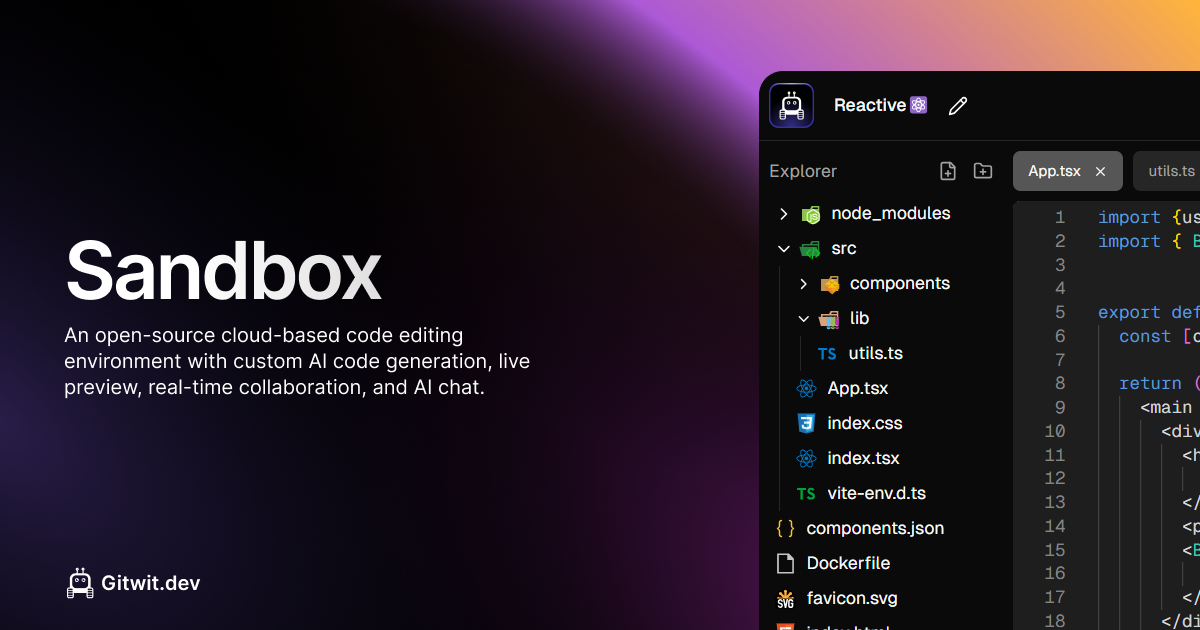 Sandbox
An open-source cloud-based code editing
environment with custom AI code generation, live
preview, real-time collaboration, and AI chat.
Gitwit.dev
Reactive
Explorer
node_modules
JS
src
components
lib
TS utils.ts
App.tsx
index.css
index.tsx
TS vite-env.d.ts
{ } components.json
Dockerfile
SVG favicon.svg
index.html
App.tsx ×
utils.ts
1 import {us
2 import { B
3
4
5 export def
6 const [c
7
8 return (
9 <main
10 <div
11 <h
12
13 </
14 <p
15 <B
16
17 </
18 </di